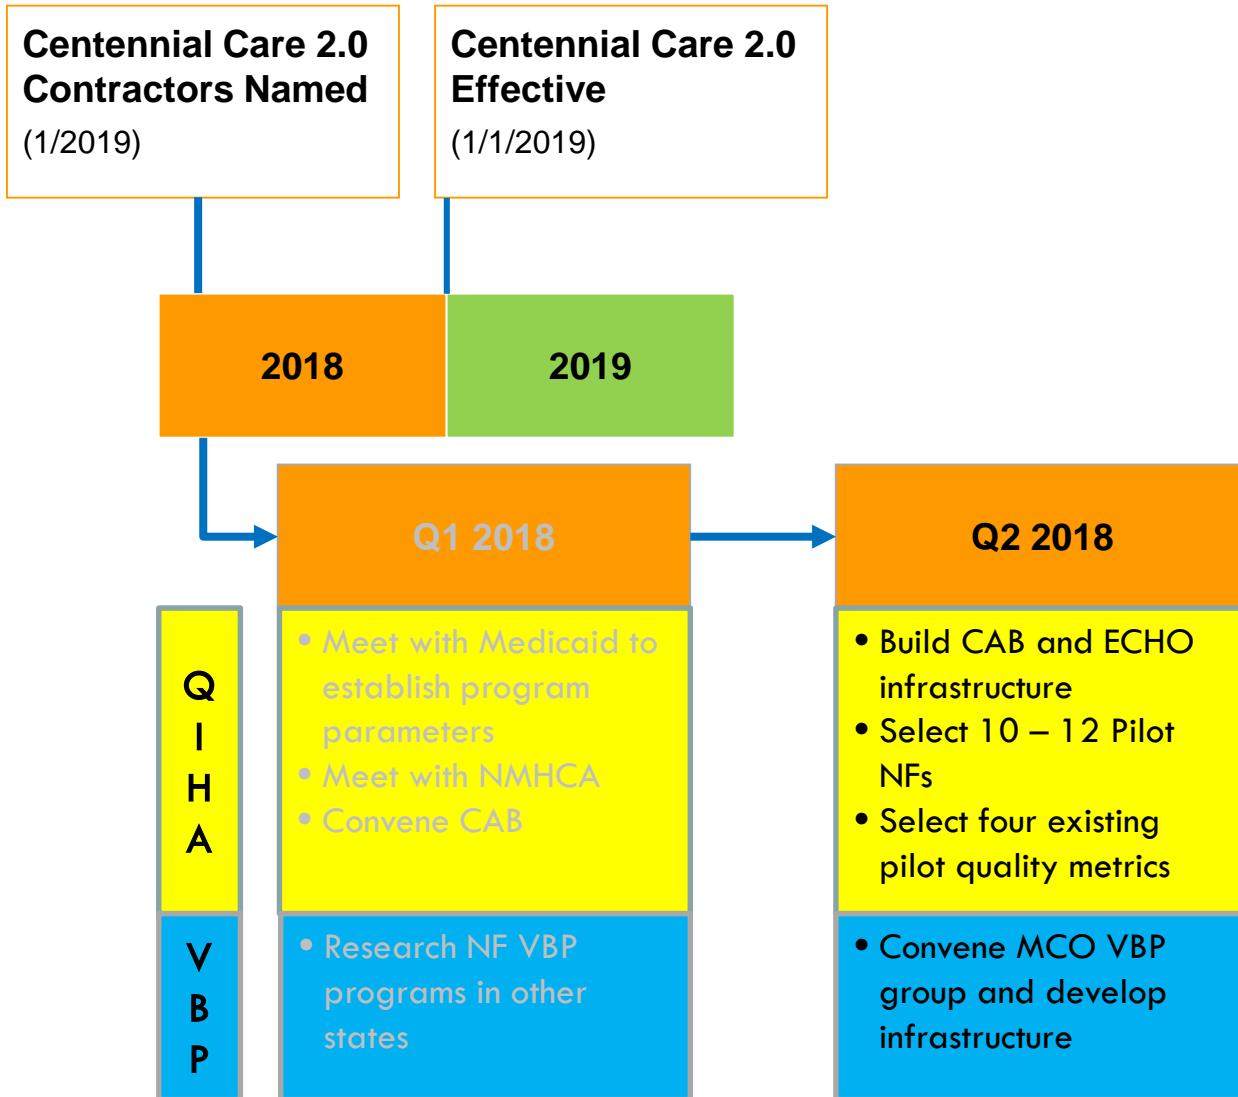 Centennial Care 2.0
Contractors Named
(1/2019)
Centennial Care 2.0
Effective
(1/1/2019)
2018
2019
Q1 2018
Q2 2018
Q
I
H
A
• Meet with Medicaid to
establish program
parameters
• Meet with NMHCA
• Convene CAB
• Build CAB and ECHO
infrastructure
• Select 10 – 12 Pilot
NFs
• Select four existing
pilot quality metrics
V
B
P
• Research NF VBP
programs in other
states
• Convene MCO VBP
group and develop
infrastructure